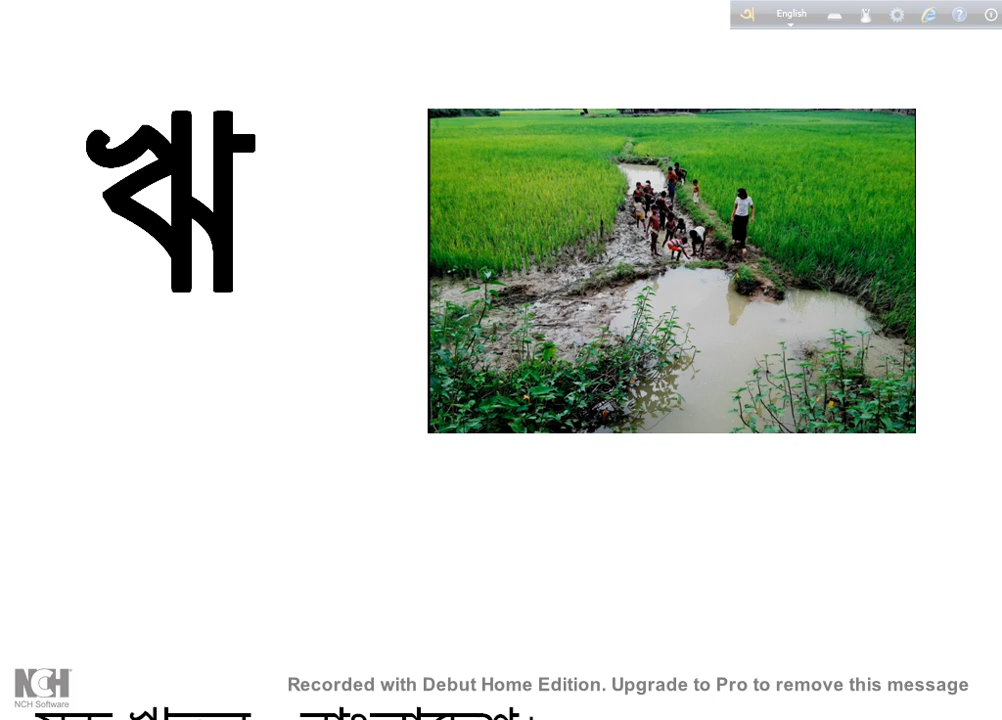 English
ঋ
NCH
NCH Software
Recorded with Debut Home Edition. Upgrade to Pro to remove this message